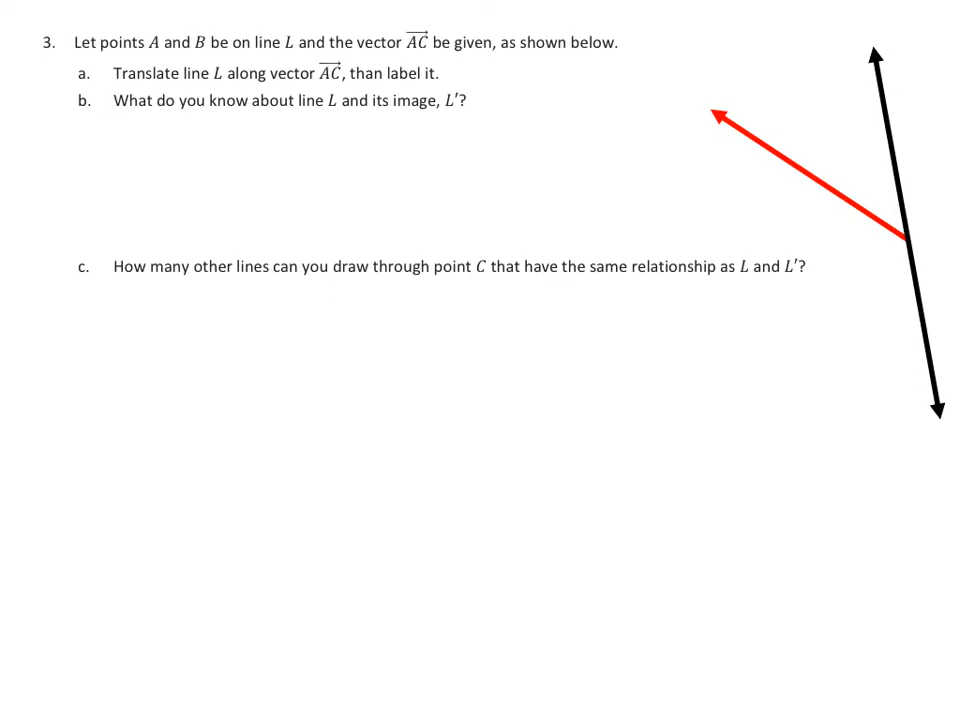 3. Let points A and B be on line L and the vector \overrightarrow{AC} be given, as shown below.
a. Translate line L along vector \overrightarrow{AC}, than label it.
b. What do you know about line L and its image, L′?
c. How many other lines can you draw through point C that have the same relationship as L and L′?